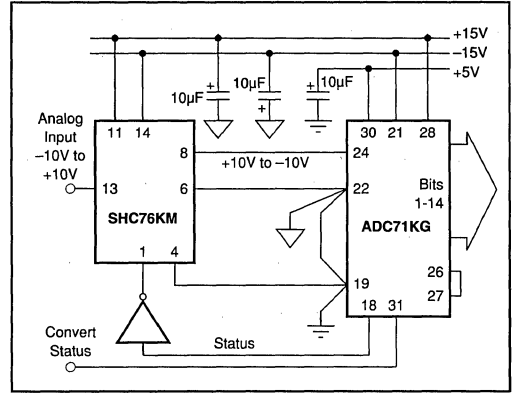 +15V
–15V
+5V
10µF
+
10µF
+
+
10µF
Analog
Input
–10V to
+10V
11
14
30
21
28
8
+10V to –10V
24
13
6
22
Bits
1-14
SHC76KM
ADC71KG
1
4
19
26
27
18
31
Convert
Status
Status